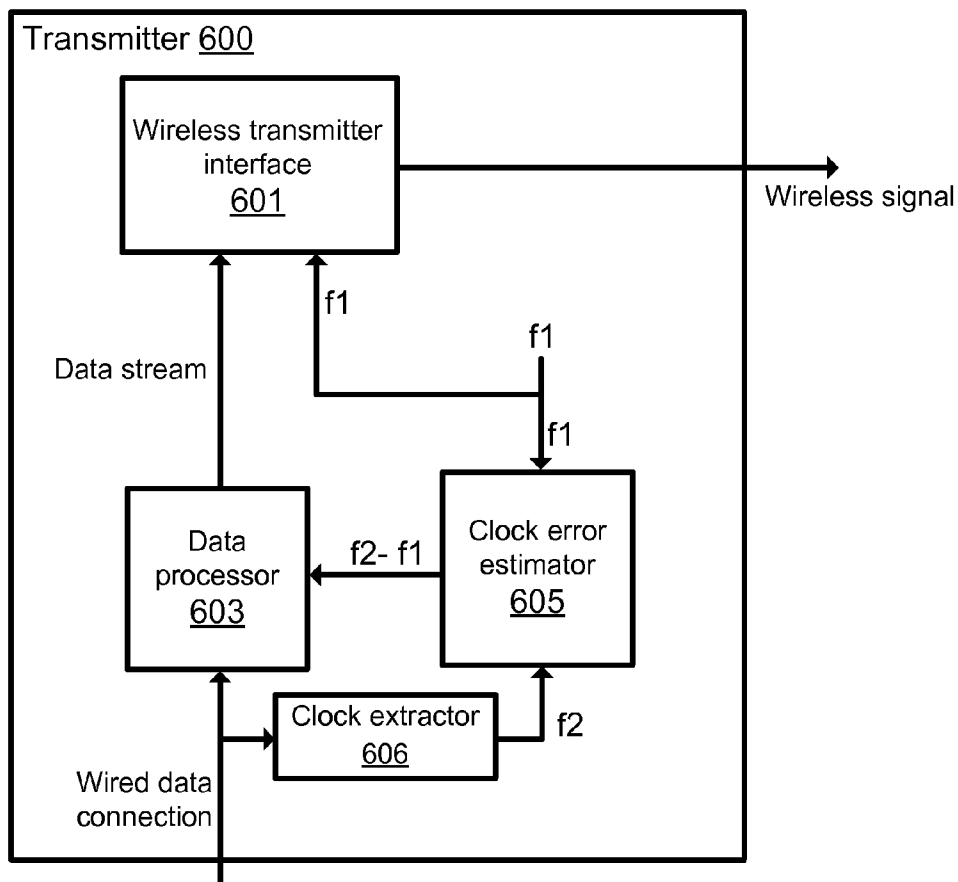 Transmitter 600
Wireless transmitter
interface
601
Wireless signal
f1
f1
Data stream
f1
Data
processor
603
f2- f1
Clock error
estimator
605
Clock extractor
606
f2
Wired data
connection